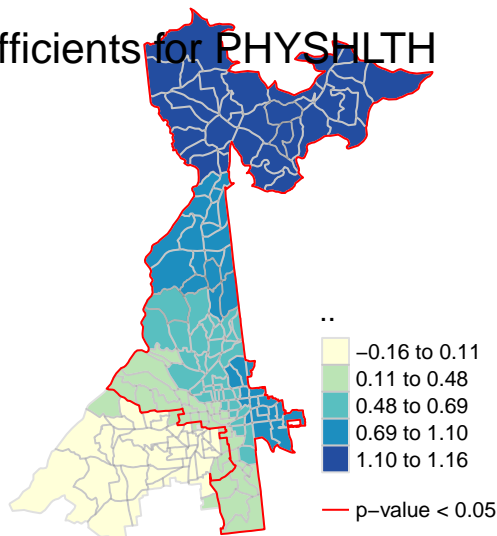 fficients for PHYSHLTH
..
−0.16 to 0.11
0.11 to 0.48
0.48 to 0.69
0.69 to 1.10
1.10 to 1.16
p−value < 0.05